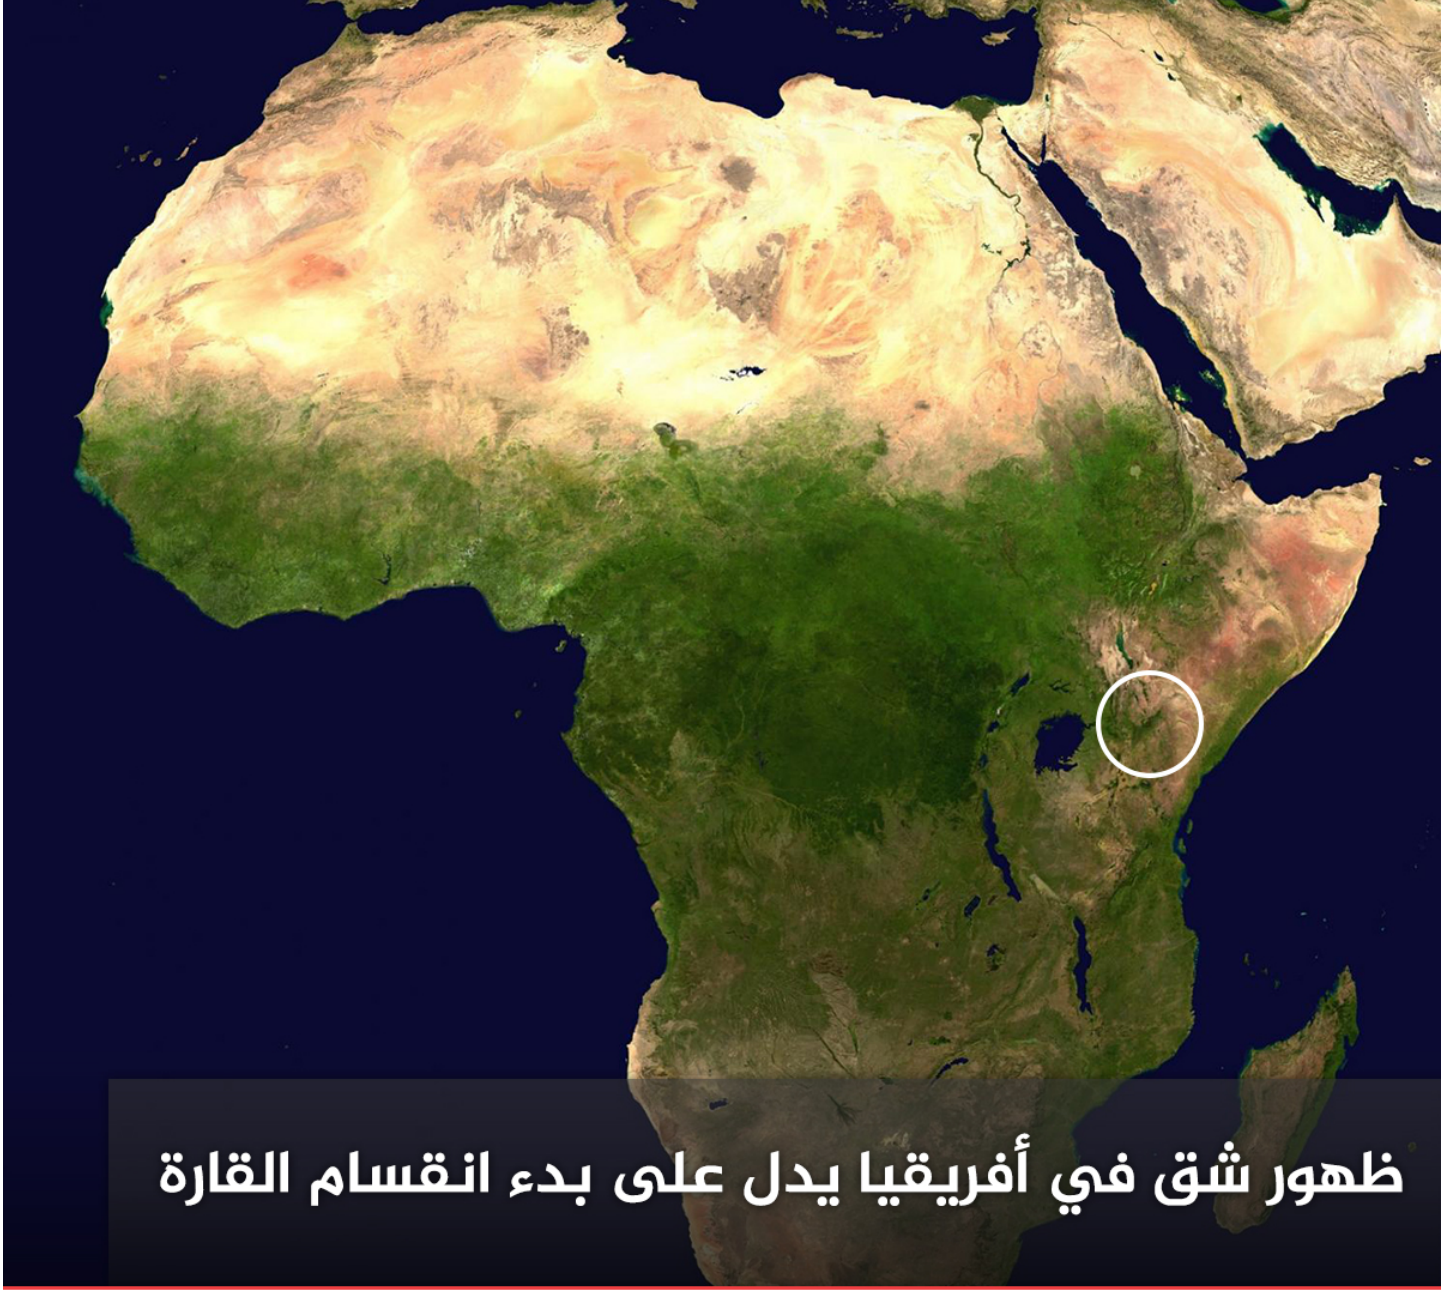 ظهور شق في أفريقيا يدل على بدء انقسام القارة